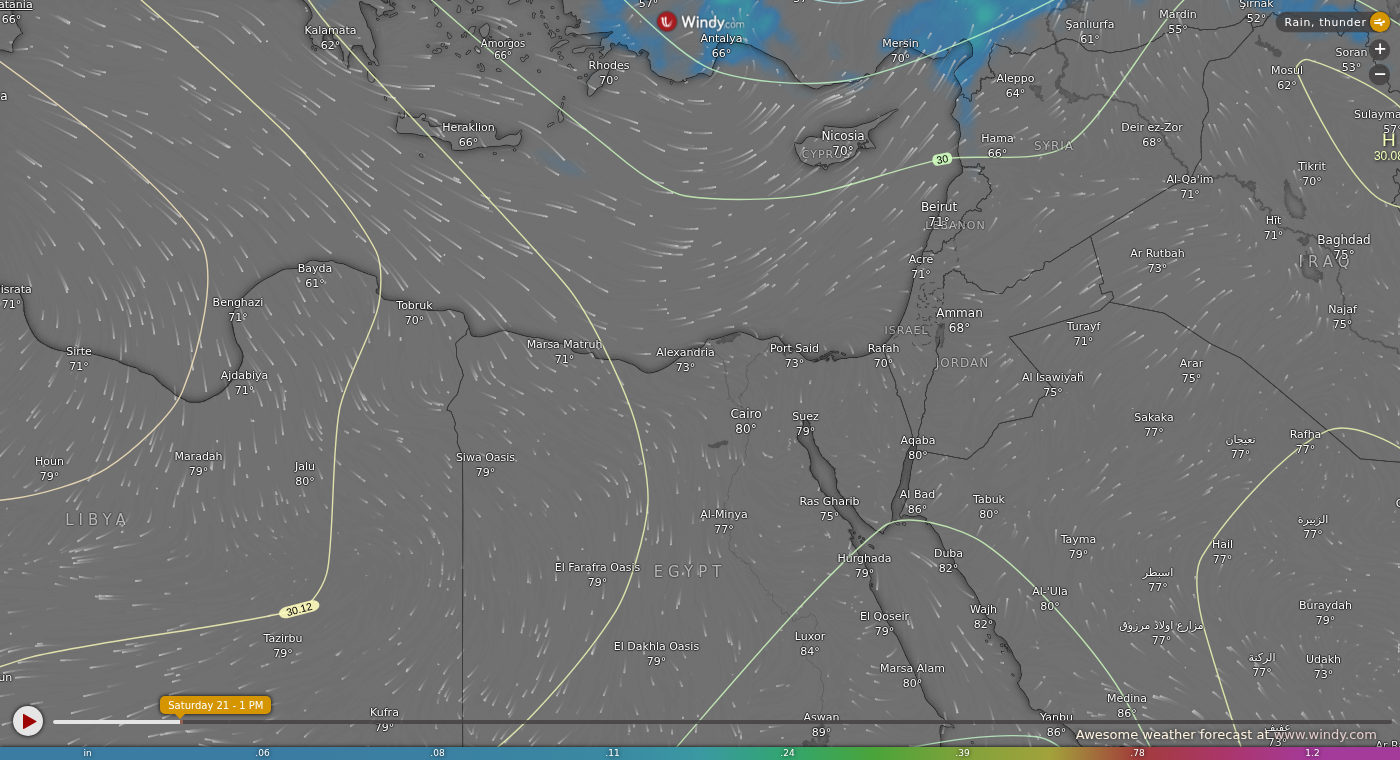 atania
66°
Kalamata
62°
Amorgos
66°
57°
Windy.com
Antalya
66°
Rhodes
70°
Mersin
70°
Şanlıurfa
61°
Mardin
55°
Şırnak
52°
Rain, thunder
+
−
Soran
53°
Mosul
62°
Aleppo
64°
a
Heraklion
66°
Nicosia
70°
CYPRUS
30
Hama
66°
SYRIA
Deir ez-Zor
68°
Sulayma
57°
H
30.08
Tikrit
70°
Al-Qa'im
71°
Beirut
71°
LEBANON
Hīt
71°
Baghdad
75°
IRAQ
Ar Rutbah
73°
Acre
71°
Bayda
61°
israta
71°
Benghazi
71°
Tobruk
70°
Amman
68°
Najaf
75°
ISRAEL
Turayf
71°
Sirte
71°
Marsa Matruh
71°
Alexandria
73°
Port Said
73°
Rafah
70°
JORDAN
Arar
75°
Ajdabiya
71°
Al Isawiyah
75°
Cairo
80°
Suez
79°
Sakaka
77°
Aqaba
80°
نعيجان
77°
Rafha
77°
Houn
79°
Maradah
79°
Jalu
80°
Siwa Oasis
79°
Ras Gharib
75°
Al Bad
86°
Tabuk
80°
LIBYA
Al-Minya
77°
الزبيرة
77°
Tayma
79°
Hail
77°
Hurghada
79°
Duba
82°
El Farafra Oasis
79°
EGYPT
اسبطر
77°
Al-'Ula
80°
30.12
Wajh
82°
Buraydah
79°
El Qoseir
79°
مزارع اولاد مرزوق
77°
Tazirbu
79°
Luxor
84°
El Dakhla Oasis
79°
الركنة
77°
Udakh
73°
Marsa Alam
80°
un
Saturday 21 - 1 PM
Medina
86°
Kufra
79°
Aswan
89°
Yanbu
86°
عفيف
73°
Awesome weather forecast at www.windy.com
Ar R
in .06 .08 .11 .24 .39 .78 1.2